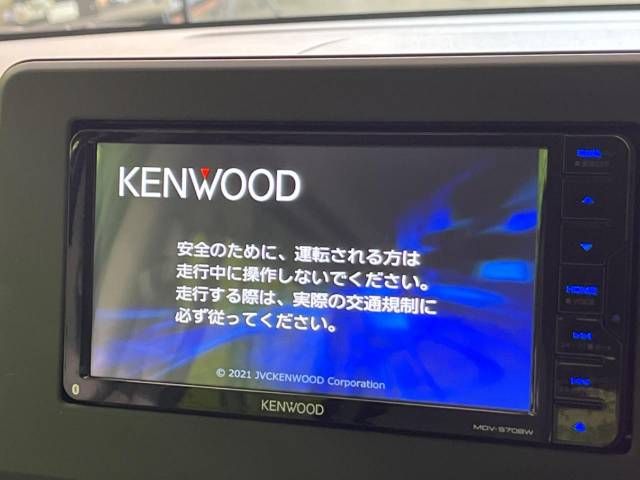 KENWOOD
安全のために、運転される方は
走行中に操作しないでください。
走行する際は、実際の交通規制に
必ず従ってください。
© 2021 JVCKENWOOD Corporation
KENWOOD
MDV-S708W
HOME